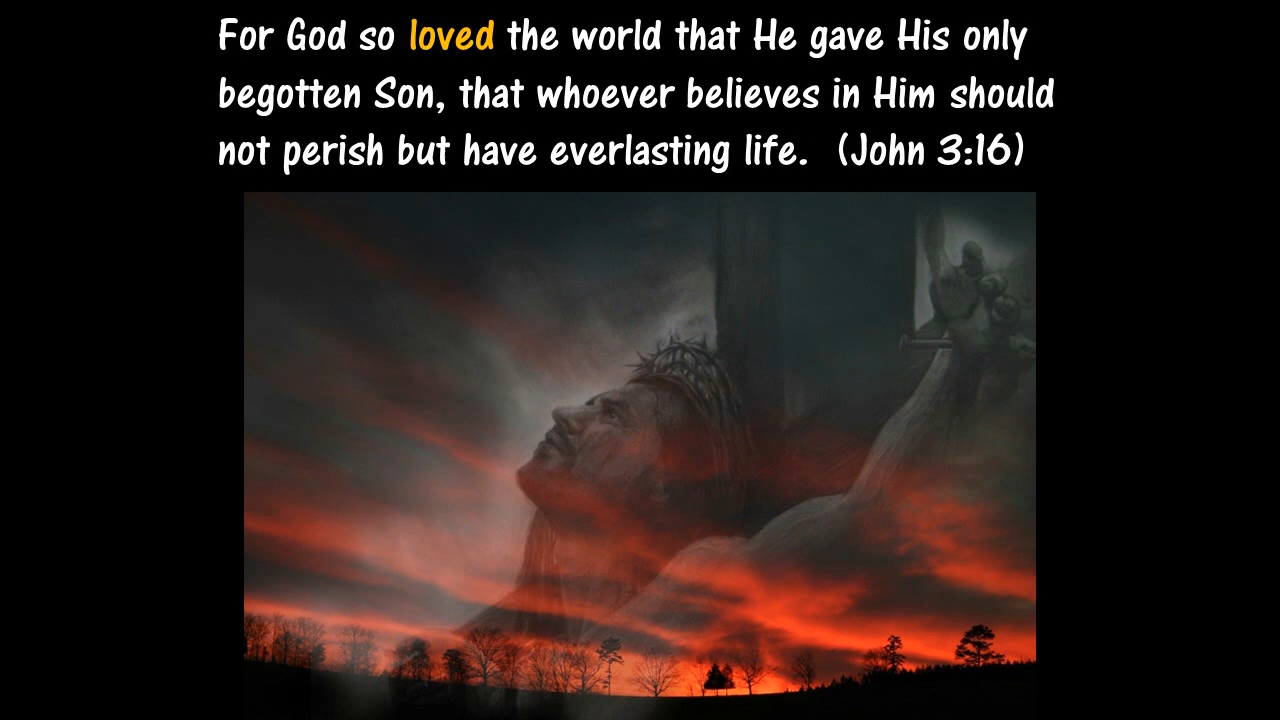 For God so loved the world that He gave His only
begotten Son, that whoever believes in Him should
not perish but have everlasting life.  (John 3:16)